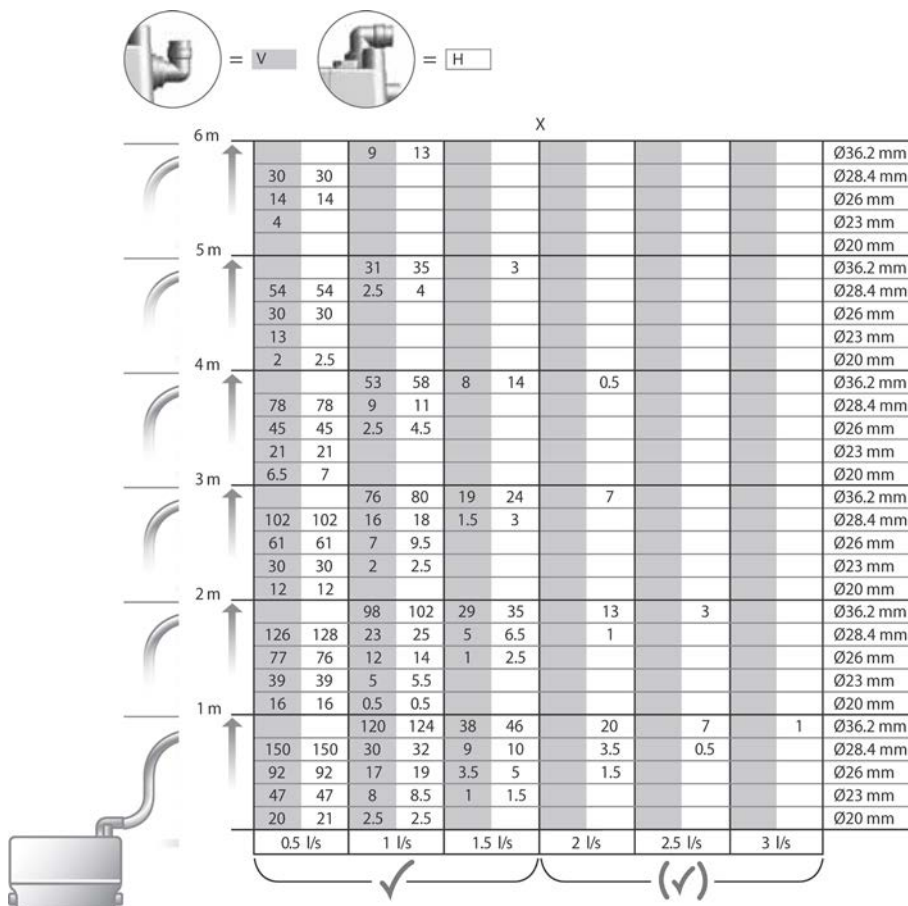 = V = H
X
6 m
9 13 Ø36.2 mm
30 30 Ø28.4 mm
14 14 Ø26 mm
4 Ø23 mm
Ø20 mm
5 m
31 35 3 Ø36.2 mm
54 54 2.5 4 Ø28.4 mm
30 30 Ø26 mm
13 Ø23 mm
2 2.5 Ø20 mm
4 m
53 58 8 14 0.5 Ø36.2 mm
78 78 9 11 Ø28.4 mm
45 45 2.5 4.5 Ø26 mm
21 21 Ø23 mm
6.5 7 Ø20 mm
3 m
76 80 19 24 7 Ø36.2 mm
102 102 16 18 1.5 3 Ø28.4 mm
61 61 7 9.5 Ø26 mm
30 30 2 2.5 Ø23 mm
12 12 Ø20 mm
2 m
98 102 29 35 13 3 Ø36.2 mm
126 128 23 25 5 6.5 1 Ø28.4 mm
77 76 12 14 1 2.5 Ø26 mm
39 39 5 5.5 Ø23 mm
16 16 0.5 0.5 Ø20 mm
1 m
120 124 38 46 20 7 1 Ø36.2 mm
150 150 30 32 9 10 3.5 0.5 Ø28.4 mm
92 92 17 19 3.5 5 1.5 Ø26 mm
47 47 8 8.5 1 1.5 Ø23 mm
20 21 2.5 2.5 Ø20 mm
0.5 l/s 1 l/s 1.5 l/s 2 l/s 2.5 l/s 3 l/s
✓ (✓)